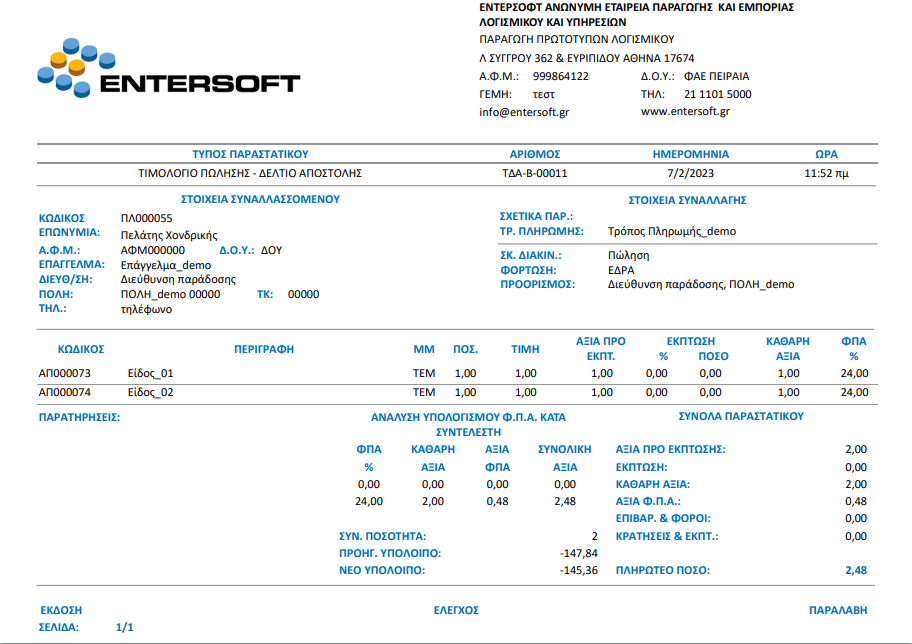 ΕΝΤΕΡΣΟΦΤ ΑΝΩΝΥΜΗ ΕΤΑΙΡΕΙΑ ΠΑΡΑΓΩΓΗΣ ΚΑΙ ΕΜΠΟΡΙΑΣ
ΛΟΓΙΣΜΙΚΟΥ ΚΑΙ ΥΠΗΡΕΣΙΩΝ
ΠΑΡΑΓΩΓΗ ΠΡΩΤΟΤΥΠΩΝ ΛΟΓΙΣΜΙΚΟΥ
Λ ΣΥΓΓΡΟΥ 362 & ΕΥΡΙΠΙΔΟΥ ΑΘΗΝΑ 17674
ENTERSOFT
Α.Φ.Μ.: 999864122 Δ.Ο.Υ.: ΦΑΕ ΠΕΙΡΑΙΑ
ΓΕΜΗ: τεστ ΤΗΛ: 21 1101 5000
info@entersoft.gr www.entersoft.gr
ΤΥΠΟΣ ΠΑΡΑΣΤΑΤΙΚΟΥ ΑΡΙΘΜΟΣ ΗΜΕΡΟΜΗΝΙΑ ΩΡΑ
ΤΙΜΟΛΟΓΙΟ ΠΩΛΗΣΗΣ - ΔΕΛΤΙΟ ΑΠΟΣΤΟΛΗΣ ΤΔΑ-Β-00011 7/2/2023 11:52 πμ
ΣΤΟΙΧΕΙΑ ΣΥΝΑΛΛΑΣΣΟΜΕΝΟΥ
ΚΩΔΙΚΟΣ ΠΛ000055
ΕΠΩΝΥΜΙΑ: Πελάτης Χονδρικής
Α.Φ.Μ.: ΑΦΜ000000 Δ.Ο.Υ.: ΔΟΥ
ΕΠΑΓΓΕΛΜΑ: Επάγγελμα_demo
ΔΙΕΥΘ/ΣΗ: Διεύθυνση παράδοσης
ΠΟΛΗ: ΠΟΛΗ_demo 00000 ΤΚ: 00000
ΤΗΛ.: τηλέφωνο
ΣΤΟΙΧΕΙΑ ΣΥΝΑΛΛΑΓΗΣ
ΣΧΕΤΙΚΑ ΠΑΡ.:
ΤΡ. ΠΛΗΡΩΜΗΣ: Τρόπος Πληρωμής_demo
ΣΚ. ΔΙΑΚΙΝ.: Πώληση
ΦΟΡΤΩΣΗ: ΕΔΡΑ
ΠΡΟΟΡΙΣΜΟΣ: Διεύθυνση παράδοσης, ΠΟΛΗ_demo
ΚΩΔΙΚΟΣ ΠΕΡΙΓΡΑΦΗ ΜΜ ΠΟΣ. ΤΙΜΗ ΑΞΙΑ ΠΡΟ ΕΚΠΤΩΣΗ ΚΑΘΑΡΗ ΦΠΑ
ΕΚΠΤ. % ΠΟΣΟ ΑΞΙΑ %
ΑΠ000073 Είδος_01 ΤΕΜ 1,00 1,00 1,00 0,00 0,00 1,00 24,00
ΑΠ000074 Είδος_02 ΤΕΜ 1,00 1,00 1,00 0,00 0,00 1,00 24,00
ΠΑΡΑΤΗΡΗΣΕΙΣ:
ΑΝΑΛΥΣΗ ΥΠΟΛΟΓΙΣΜΟΥ Φ.Π.Α. ΚΑΤΑ
ΣΥΝΤΕΛΕΣΤΗ
ΦΠΑ ΚΑΘΑΡΗ ΑΞΙΑ ΣΥΝΟΛΙΚΗ
% ΑΞΙΑ ΦΠΑ ΑΞΙΑ
0,00 0,00 0,00 0,00
24,00 2,00 0,48 2,48
ΣΥΝ. ΠΟΣΟΤΗΤΑ: 2
ΠΡΟΗΓ. ΥΠΟΛΟΙΠΟ: -147,84
ΝΕΟ ΥΠΟΛΟΙΠΟ: -145,36
ΣΥΝΟΛΑ ΠΑΡΑΣΤΑΤΙΚΟΥ
ΑΞΙΑ ΠΡΟ ΕΚΠΤΩΣΗΣ: 2,00
ΕΚΠΤΩΣΗ: 0,00
ΚΑΘΑΡΗ ΑΞΙΑ: 2,00
ΑΞΙΑ Φ.Π.Α.: 0,48
ΕΠΙΒΑΡ. & ΦΟΡΟΙ: 0,00
ΚΡΑΤΗΣΕΙΣ & ΕΚΠΤ.: 0,00
ΠΛΗΡΩΤΕΟ ΠΟΣΟ: 2,48
ΕΚΔΟΣΗ ΕΛΕΓΧΟΣ ΠΑΡΑΛΑΒΗ
ΣΕΛΙΔΑ: 1/1